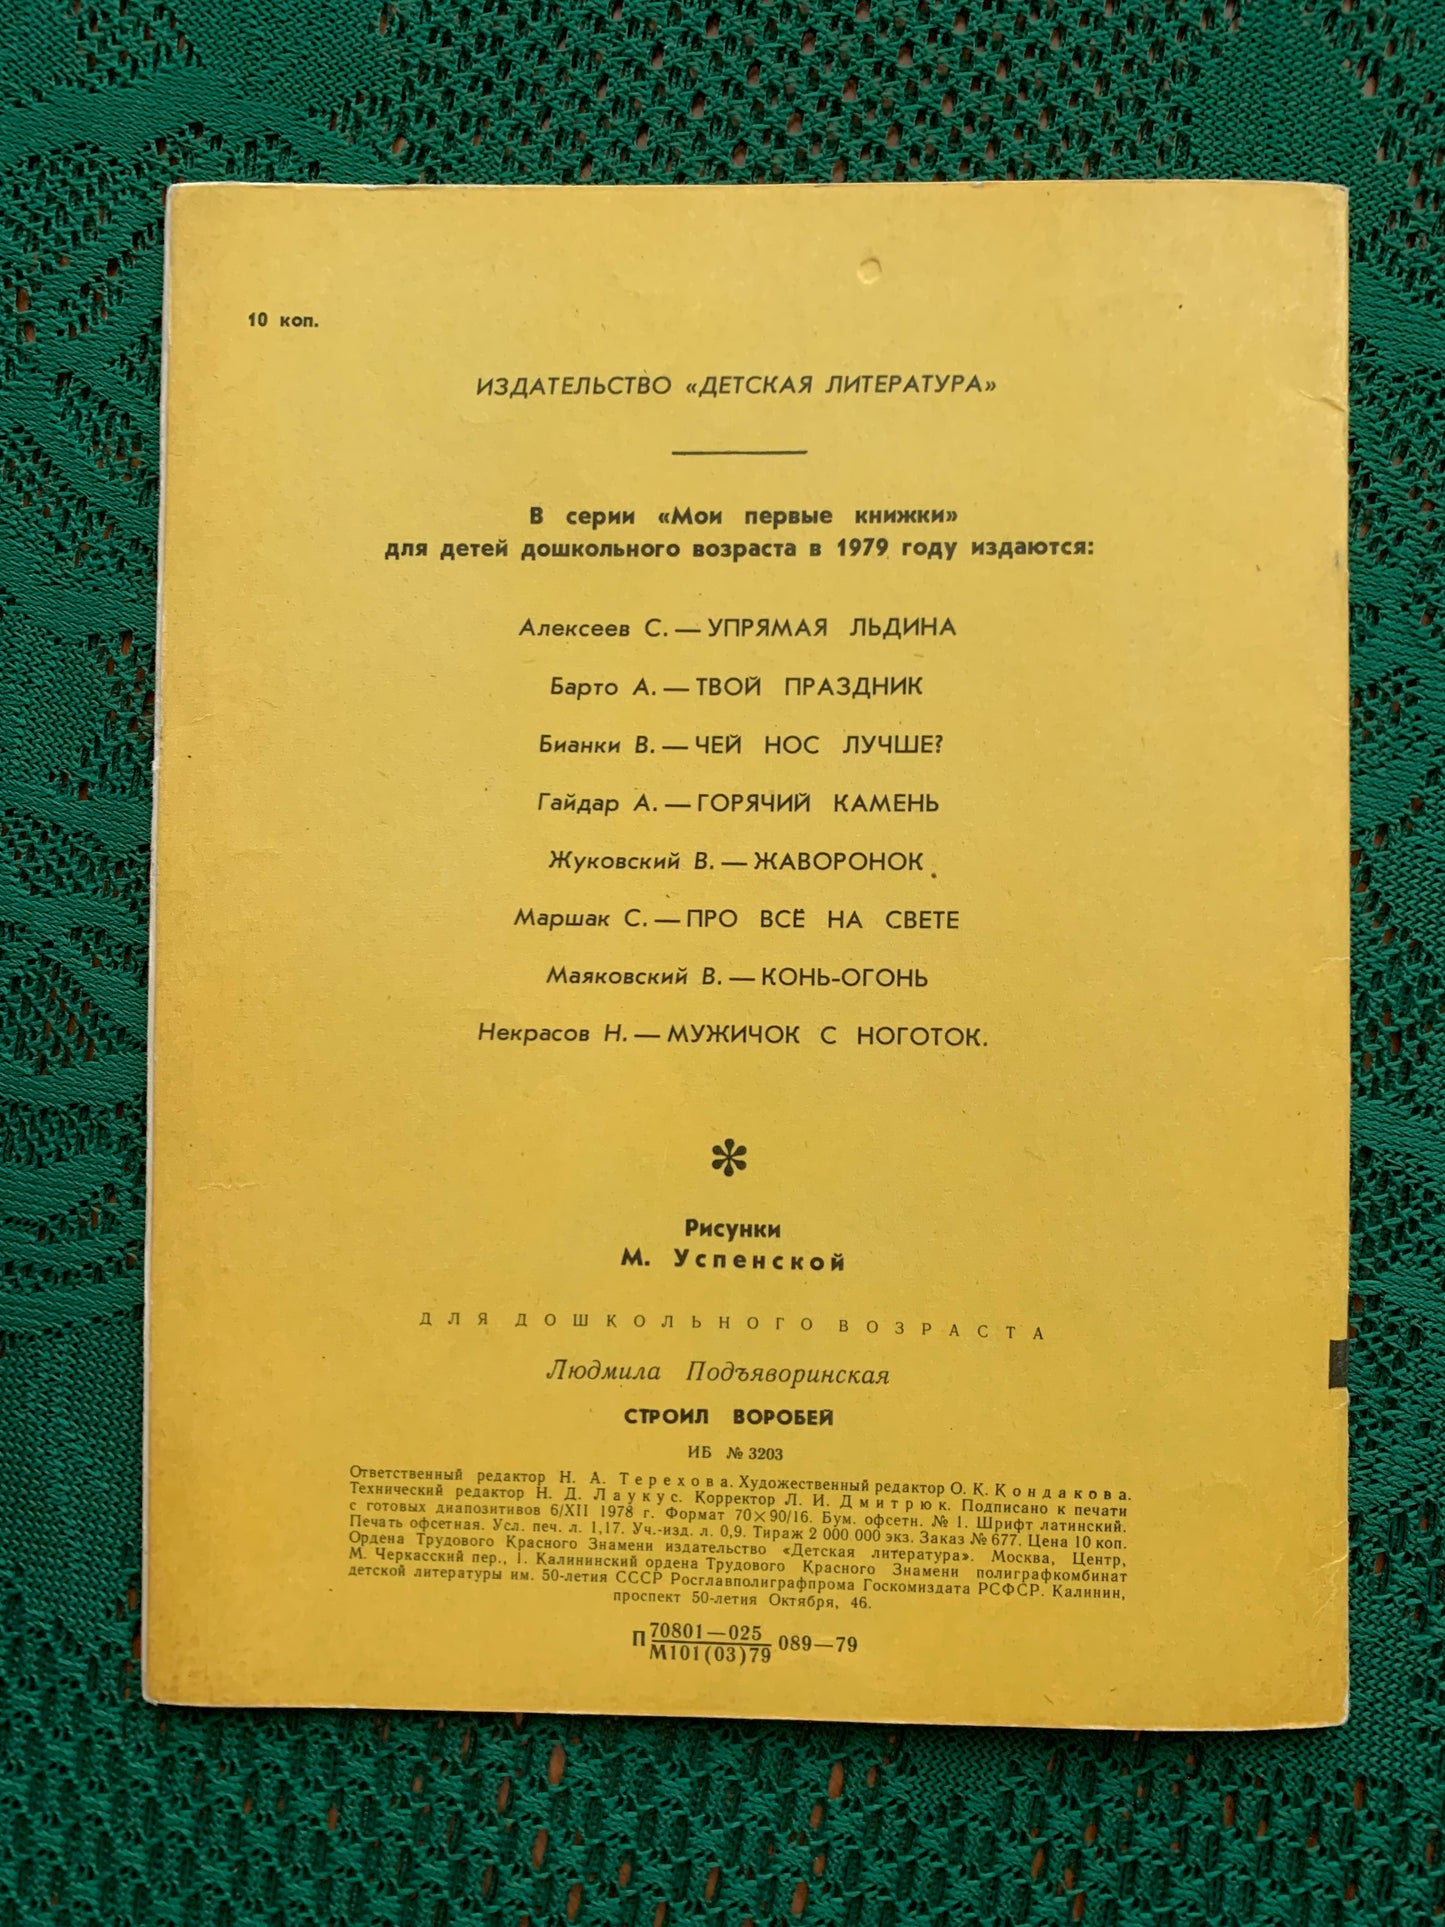 10 коп.
ИЗДАТЕЛЬСТВО «ДЕТСКАЯ ЛИТЕРАТУРА»
В серии «Мои первые книжки»
для детей дошкольного возраста в 1979 году издаются:
Алексеев С. — УПРЯМАЯ ЛЬДИНА
Барто А. — ТВОЙ ПРАЗДНИК
Бианки В. — ЧЕЙ НОС ЛУЧШЕ?
Гайдар А. — ГОРЯЧИЙ КАМЕНЬ
Жуковский В. — ЖАВОРОНОК
Маршак С. — ПРО ВСЁ НА СВЕТЕ
Маяковский В. — КОНЬ-ОГОНЬ
Некрасов Н. — МУЖИЧОК С НОГОТОК.
Рисунки
М. Успенской
ДЛЯ ДОШКОЛЬНОГО ВОЗРАСТА
Людмила Подъяворинская
СТРОИЛ ВОРОБЕЙ
ИБ № 3203
Ответственный редактор Н. А. Терехова. Художественный редактор О. К. Кондакова.
Технический редактор Н. Д. Лаукус. Корректор Л. И. Дмитрюк. Подписано к печати
с готовых диапозитивов 6/XII 1978 г. Формат 70×90/16. Бум. офсетн. № 1. Шрифт латинский.
Печать офсетная. Усл. печ. л. 1,17. Уч.-изд. л. 0,9. Тираж 2 000 000 экз. Заказ № 677. Цена 10 коп.
Ордена Трудового Красного Знамени издательство «Детская литература». Москва, Центр,
М. Черкасский пер., 1. Калининский ордена Трудового Красного Знамени полиграфкомбинат
детской литературы им. 50-летия СССР Росглавполиграфпрома Госкомиздата РСФСР. Калинин,
проспект 50-летия Октября, 46.
П 70801—025
М101(03)79 089—79